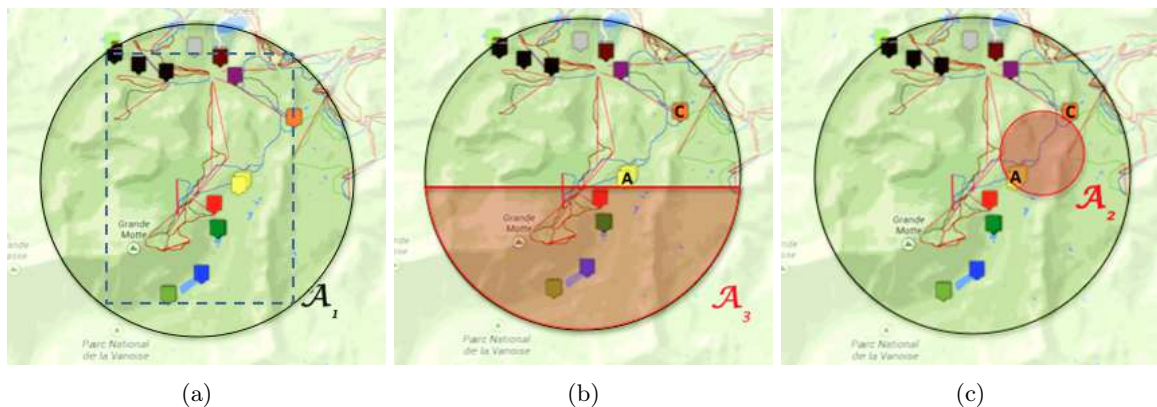 Grande
Motte
A1
Parc National
de la Vanoise
(a)
A
C
Grande
Motte
A3
Parc National
de la Vanoise
(b)
A
C
Grande
Motte
A2
Parc National
de la Vanoise
(c)